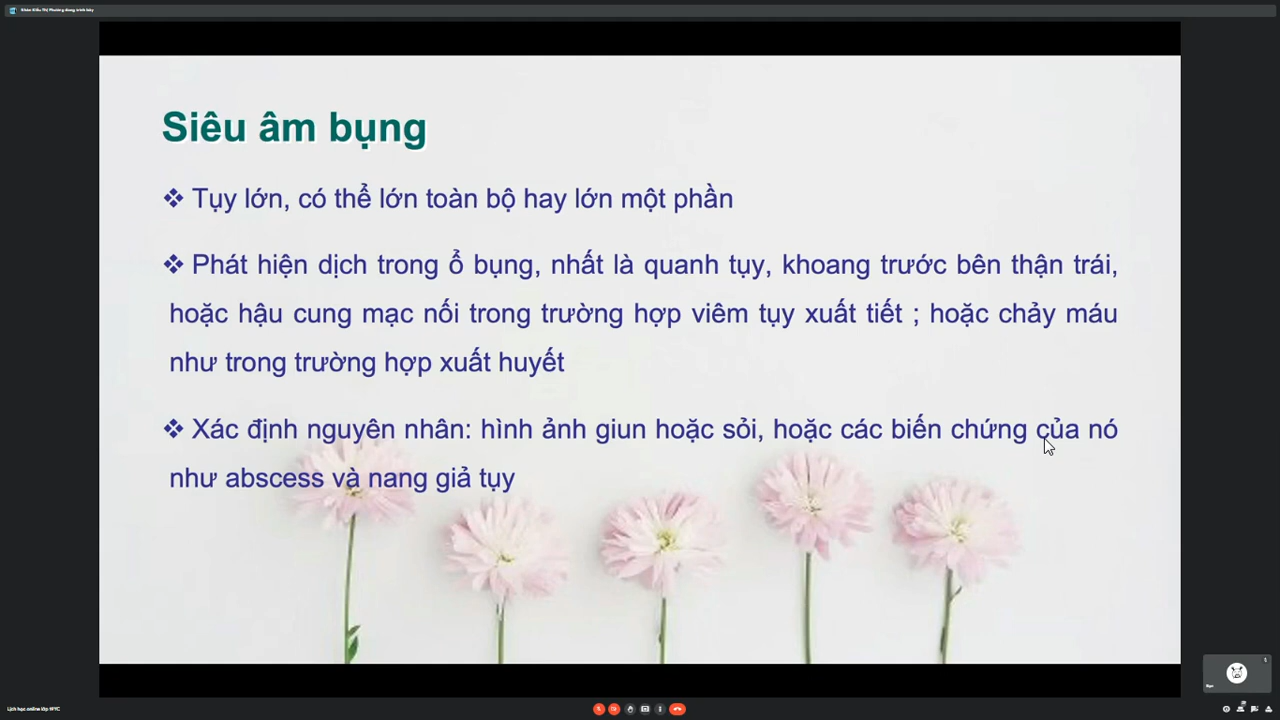 Siêu âm bụng
❖ Tụy lớn, có thể lớn toàn bộ hay lớn một phần
❖ Phát hiện dịch trong ổ bụng, nhất là quanh tụy, khoang trước bên thận trái,
hoặc hậu cung mạc nối trong trường hợp viêm tụy xuất tiết ; hoặc chảy máu
như trong trường hợp xuất huyết
❖ Xác định nguyên nhân: hình ảnh giun hoặc sỏi, hoặc các biến chứng của nó
như abscess và nang giả tụy